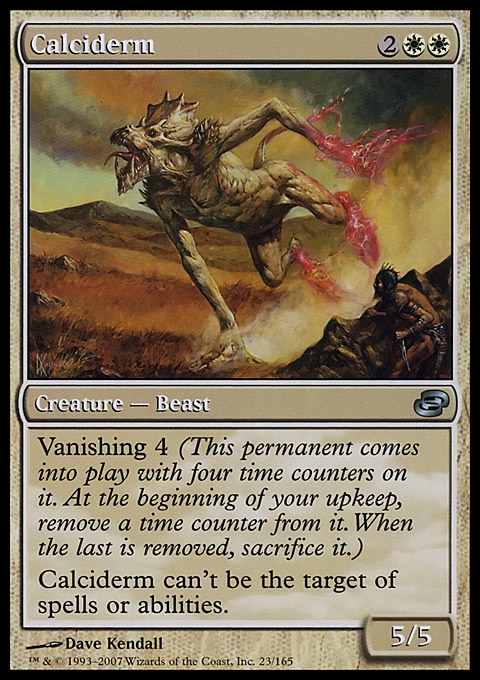 Calciderm 2
Creature — Beast
Vanishing 4 (This permanent comes
into play with four time counters on
it. At the beginning of your upkeep,
remove a time counter from it. When
the last is removed, sacrifice it.)
Calciderm can't be the target of
spells or abilities.
5/5
Dave Kendall
™ & © 1993–2007 Wizards of the Coast, Inc. 23/165